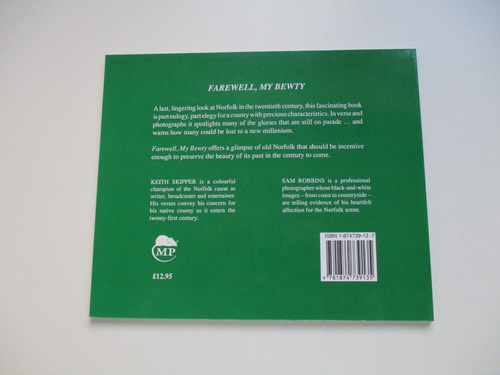 FAREWELL, MY BEWTY
A last, lingering look at Norfolk in the twentieth century, this fascinating book
is part eulogy, part elegy for a county with precious characteristics. In verse and
photographs it spotlights many of the glories that are still on parade ... and
warns how many could be lost to a new millenium.
Farewell, My Bewty offers a glimpse of old Norfolk that should be incentive
enough to preserve the beauty of its past in the century to come.
KEITH SKIPPER is a colourful
champion of the Norfolk cause as
writer, broadcaster and entertainer.
His verses convey his concern for
his native county as it enters the
twenty-first century.
SAM ROBBINS is a professional
photographer whose black-and-white
images – from coast to countryside –
are telling evidence of his heartfelt
affection for the Norfolk scene.
MP
£12.95
ISBN 1-874739-13-7
9 781874 739135